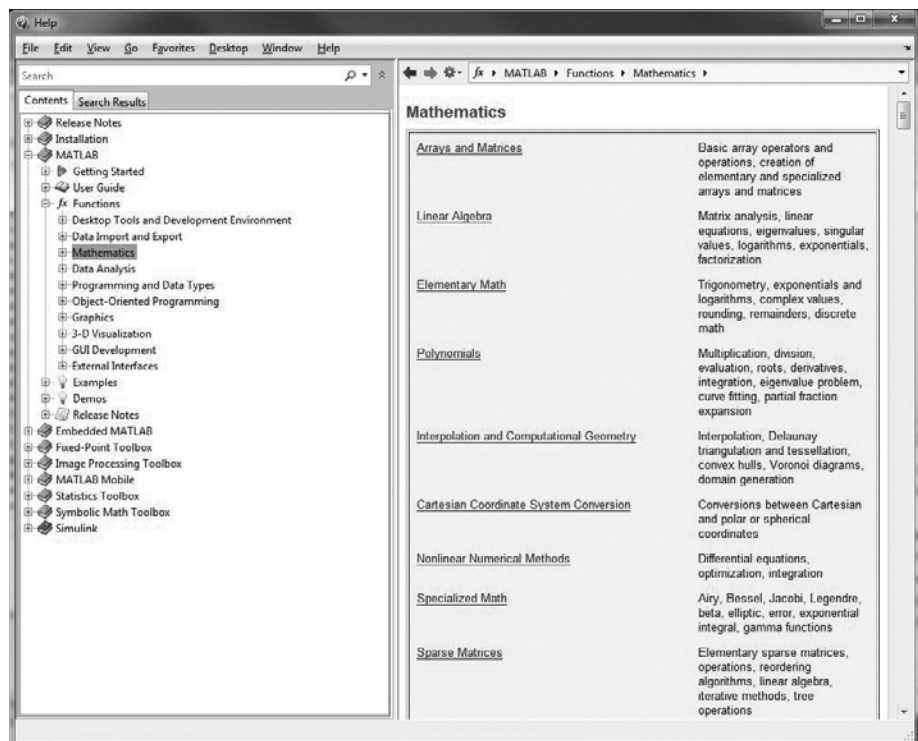 Help
File Edit View Go Favorites Desktop Window Help
Search
Contents Search Results
Release Notes
Installation
MATLAB
Getting Started
User Guide
fx Functions
Desktop Tools and Development Environment
Data Import and Export
Mathematics
Data Analysis
Programming and Data Types
Object-Oriented Programming
Graphics
3-D Visualization
GUI Development
External Interfaces
Examples
Demos
Release Notes
Embedded MATLAB
Fixed-Point Toolbox
Image Processing Toolbox
MATLAB Mobile
Statistics Toolbox
Symbolic Math Toolbox
Simulink
fx MATLAB Functions Mathematics
Mathematics
Arrays and Matrices
Basic array operators and
operations, creation of
elementary and specialized
arrays and matrices
Linear Algebra
Matrix analysis, linear
equations, eigenvalues, singular
values, logarithms, exponentials,
factorization
Elementary Math
Trigonometry, exponentials and
logarithms, complex values,
rounding, remainders, discrete
math
Polynomials
Multiplication, division,
evaluation, roots, derivatives,
integration, eigenvalue problem,
curve fitting, partial fraction
expansion
Interpolation and Computational Geometry
Interpolation, Delaunay
triangulation and tessellation,
convex hulls, Voronoi diagrams,
domain generation
Cartesian Coordinate System Conversion
Conversions between Cartesian
and polar or spherical
coordinates
Nonlinear Numerical Methods
Differential equations,
optimization, integration
Specialized Math
Airy, Bessel, Jacobi, Legendre,
beta, elliptic, error, exponential
integral, gamma functions
Sparse Matrices
Elementary sparse matrices,
operations, reordering
algorithms, linear algebra,
iterative methods, tree
operations